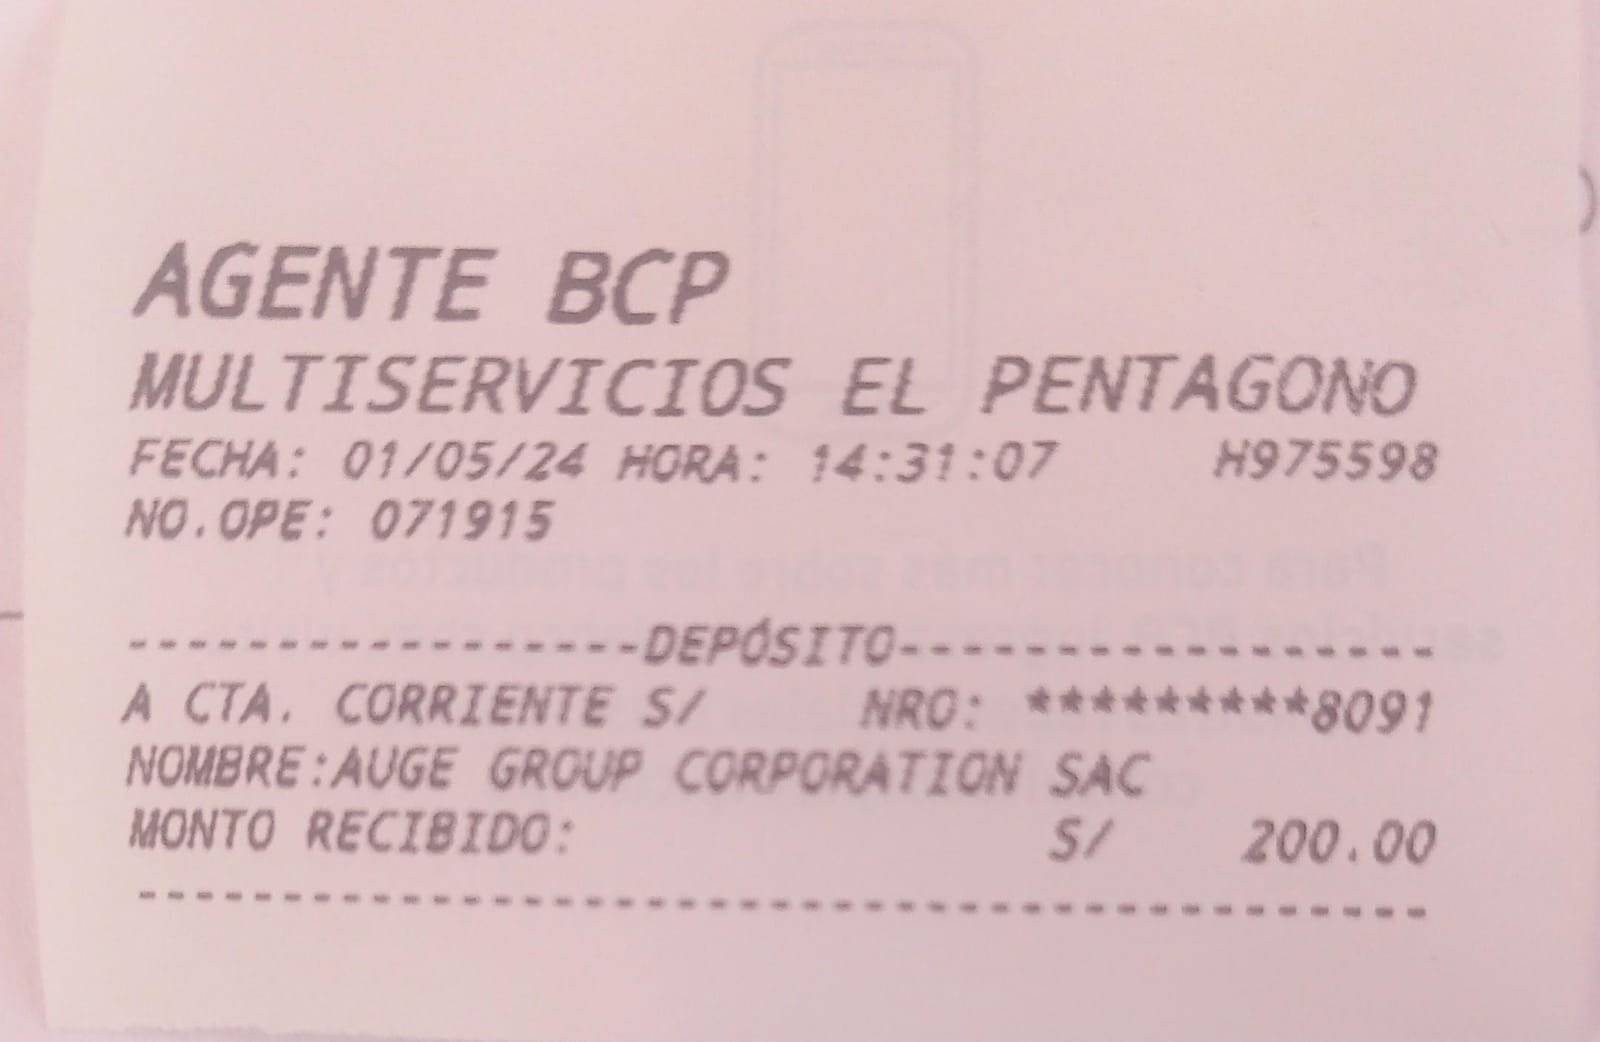 AGENTE BCP
MULTISERVICIOS EL PENTAGONO
FECHA: 01/05/24 HORA: 14:31:07 H975598
NO.OPE: 071915
------------------DEPÓSITO------------------
A CTA. CORRIENTE S/ NRO: *********8091
NOMBRE:AUGE GROUP CORPORATION SAC
MONTO RECIBIDO: S/ 200.00
--------------------------------------------